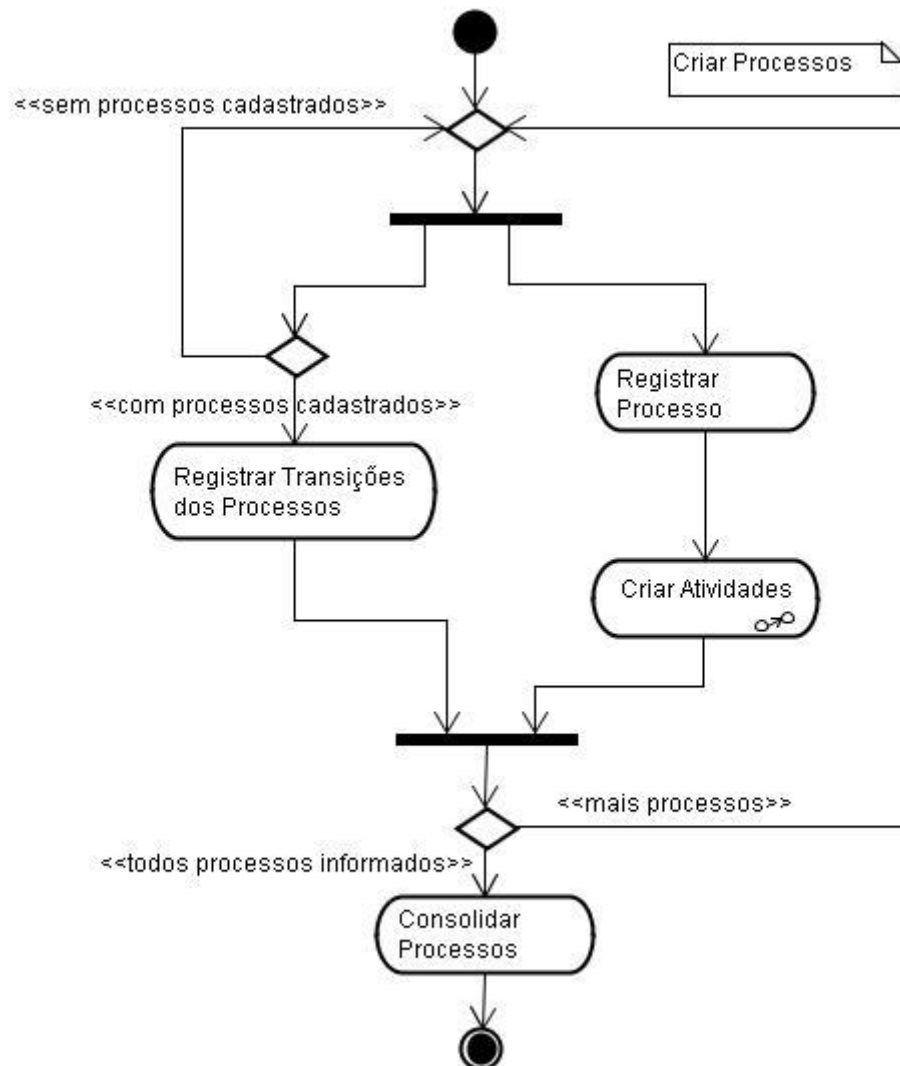 Criar Processos
<<sem processos cadastrados>>
<<com processos cadastrados>>
Registrar
Processo
Registrar Transições
dos Processos
Criar Atividades
<<mais processos>>
<<todos processos informados>>
Consolidar
Processos